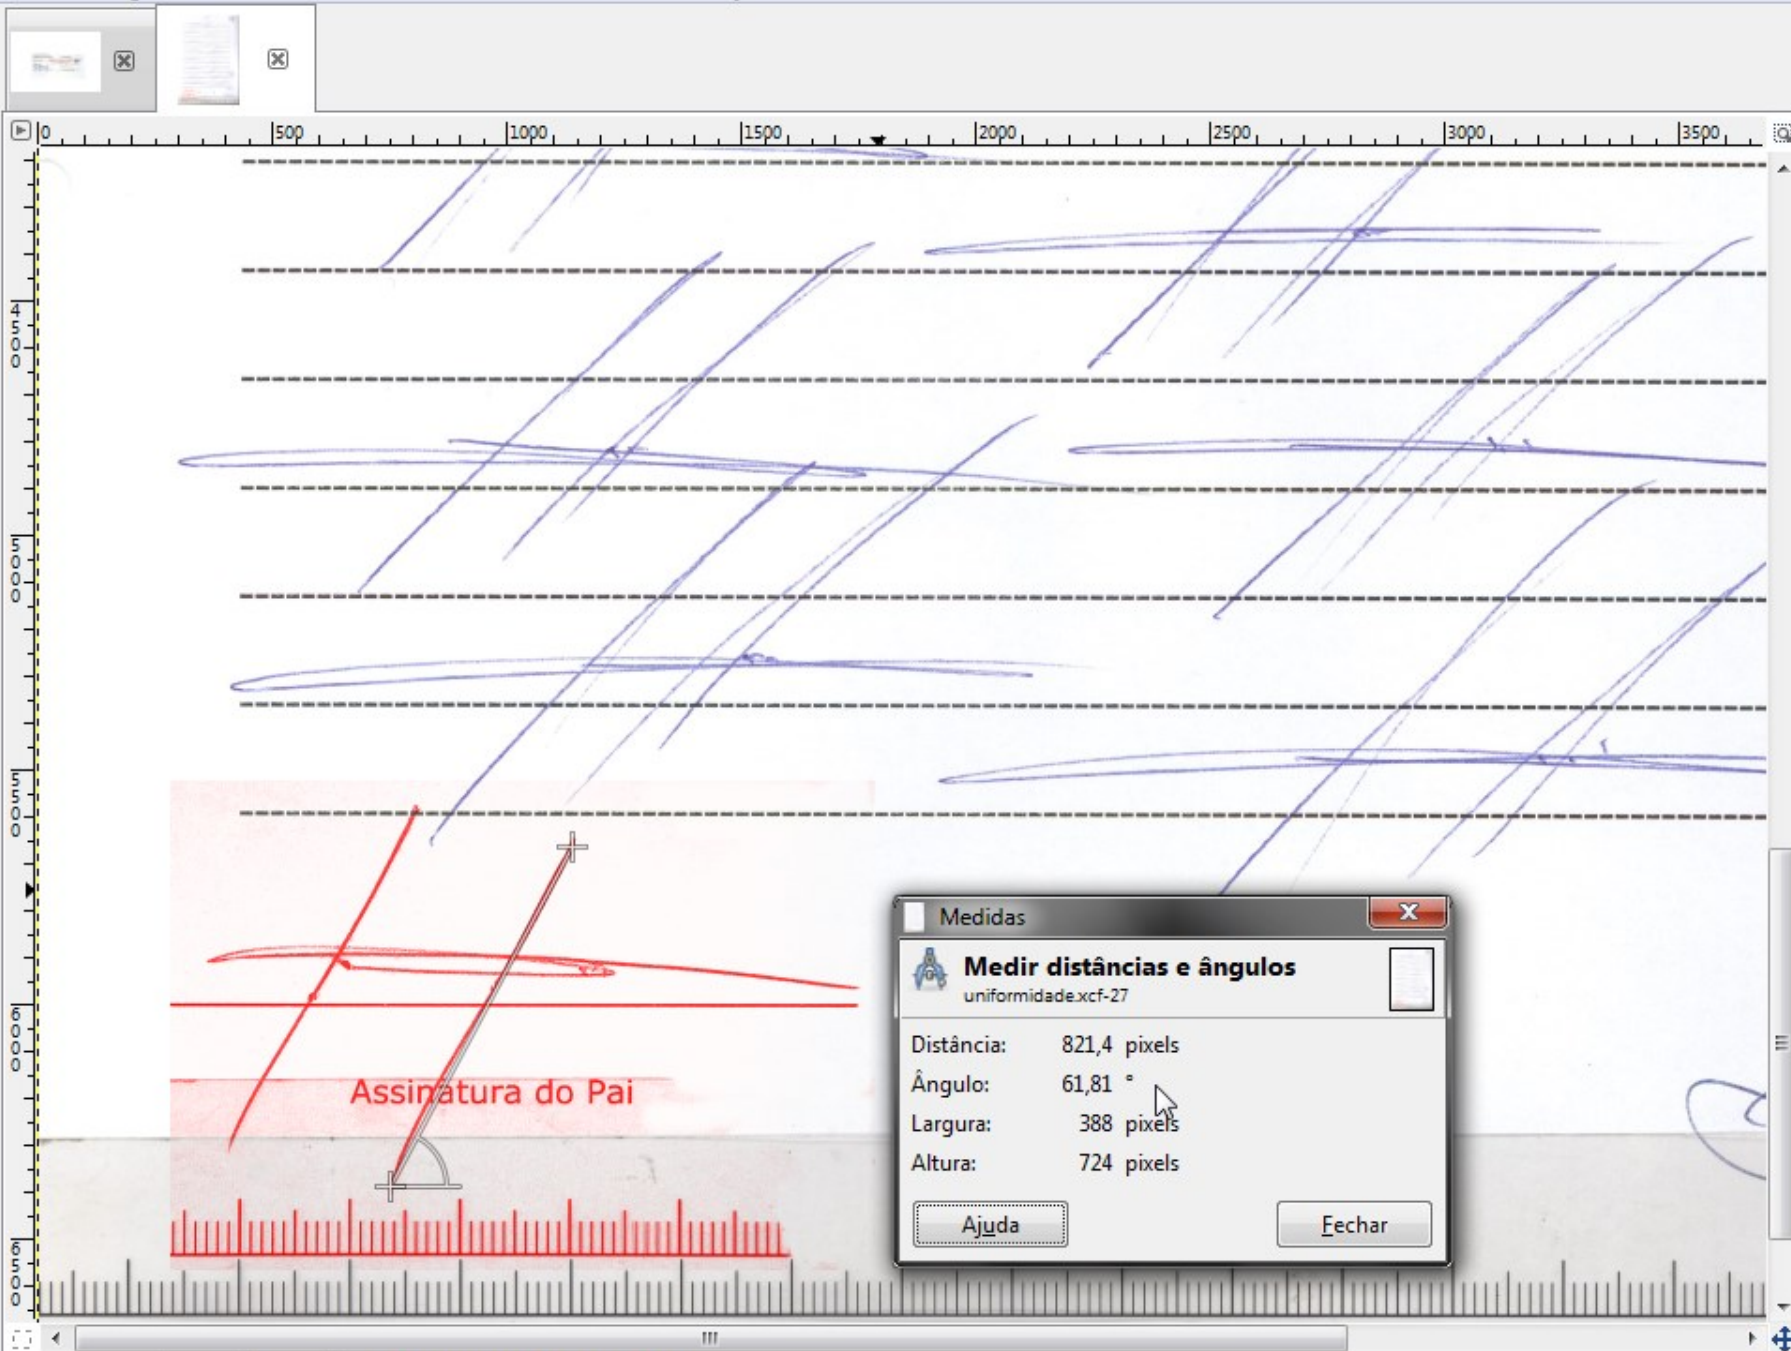 0 500 1000 1500 2000 2500 3000 3500
4500
5000
5500
6000
6500
Assinatura do Pai
Medidas
Medir distâncias e ângulos
uniformidade.xcf-27
Distância: 821,4 pixels
Ângulo: 61,81 °
Largura: 388 pixels
Altura: 724 pixels
Ajuda Fechar